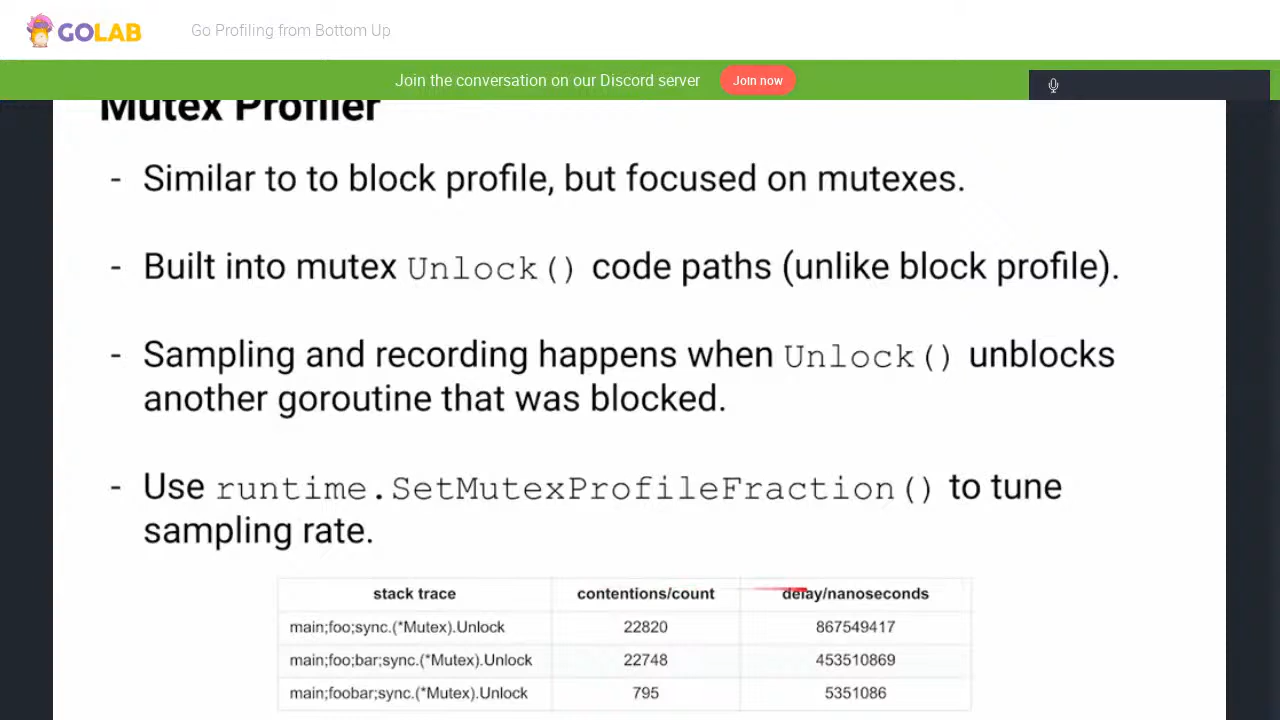 GOLAB
Go Profiling from Bottom Up
Join the conversation on our Discord server
Join now
Mutex Profiler
- Similar to to block profile, but focused on mutexes.
- Built into mutex Unlock() code paths (unlike block profile).
- Sampling and recording happens when Unlock() unblocks
another goroutine that was blocked.
- Use runtime.SetMutexProfileFraction() to tune
sampling rate.
stack trace contentions/count delay/nanoseconds
main;foo;sync.(*Mutex).Unlock 22820 867549417
main;foo;bar;sync.(*Mutex).Unlock 22748 453510869
main;foobar;sync.(*Mutex).Unlock 795 5351086